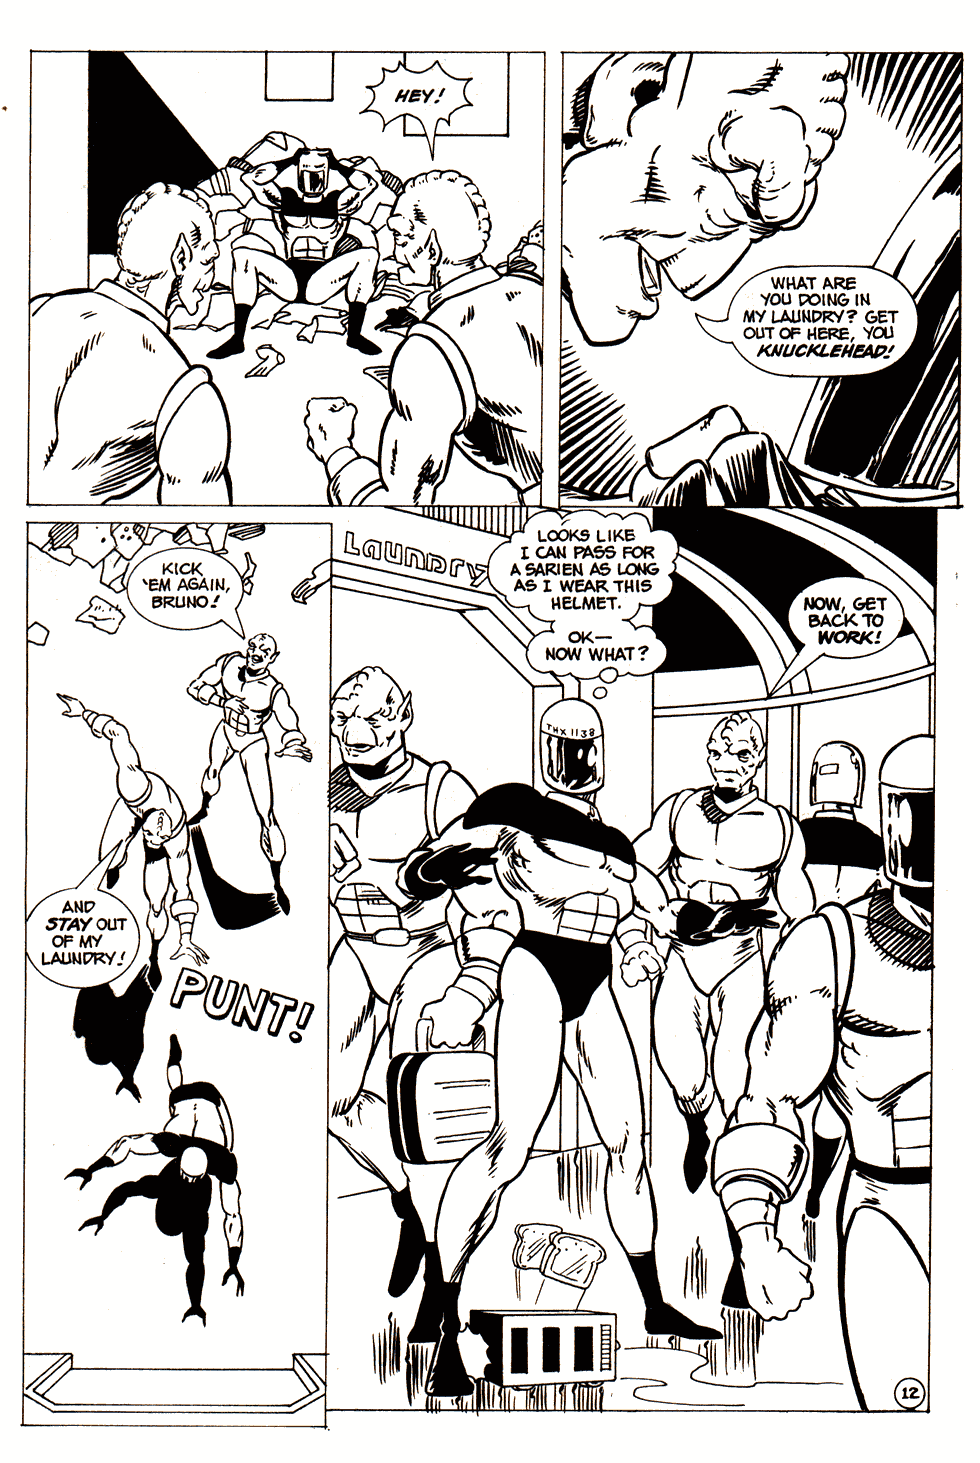 HEY!
WHAT ARE
YOU DOING IN
MY LAUNDRY? GET
OUT OF HERE, YOU
KNUCKLEHEAD!
KICK
'EM AGAIN,
BRUNO!
AND
STAY OUT
OF MY
LAUNDRY!
PUNT!
Laundry
LOOKS LIKE
I CAN PASS FOR
A SARIEN AS LONG
AS I WEAR THIS
HELMET.
OK—
NOW WHAT?
NOW, GET
BACK TO
WORK!
THX 1138
12